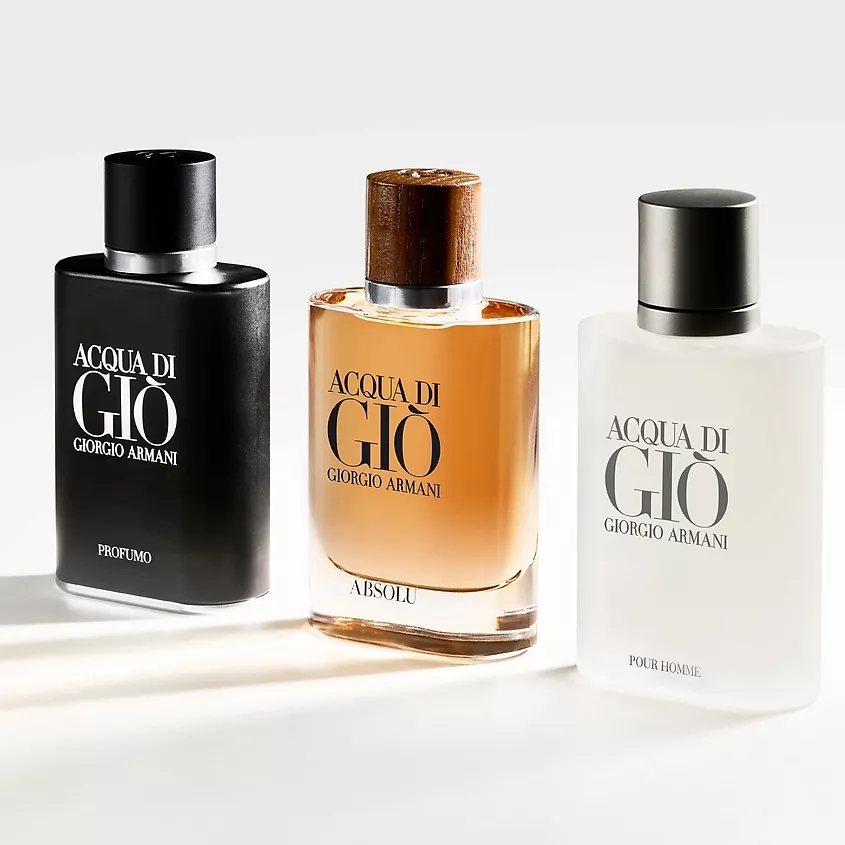 ACQUA DI
GIÒ
GIORGIO ARMANI
PROFUMO
ACQUA DI
GIÒ
GIORGIO ARMANI
ABSOLU
ACQUA DI
GIÒ
GIORGIO ARMANI
POUR HOMME